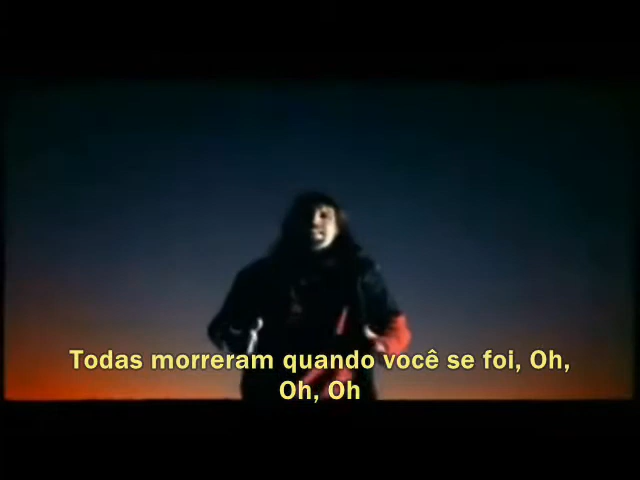 Todas morreram quando você se foi, Oh,
Oh, Oh